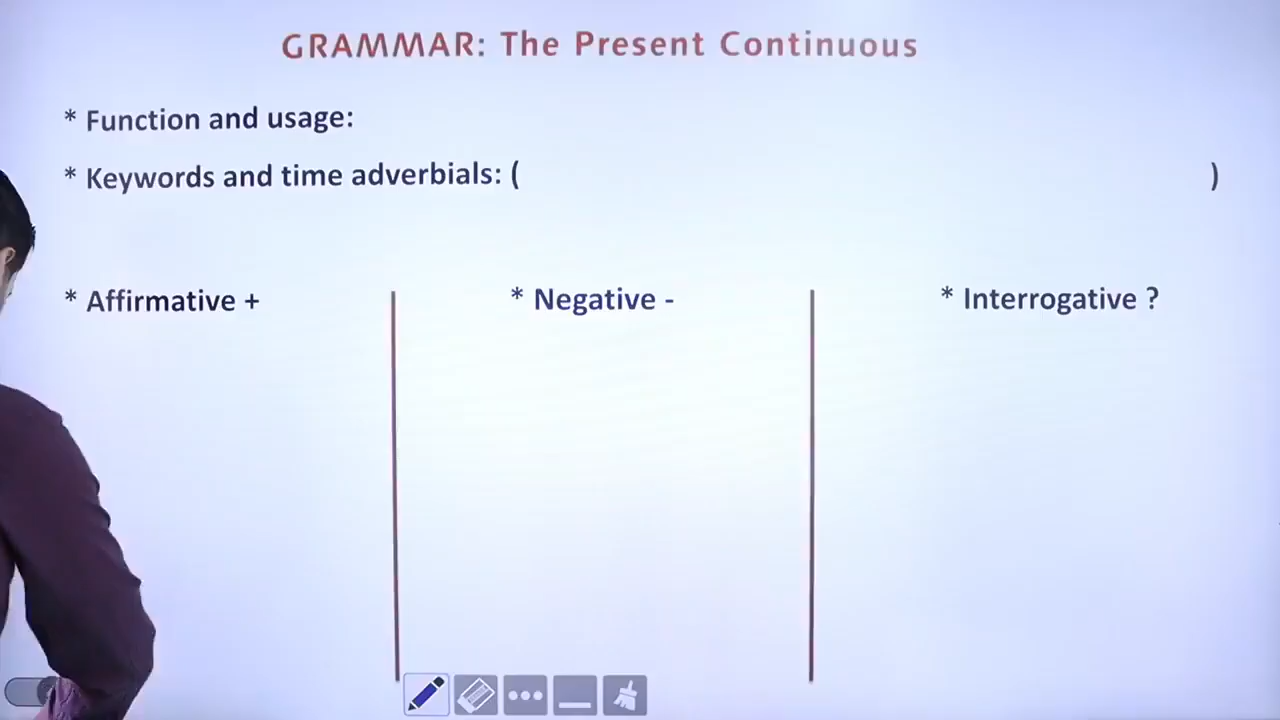 GRAMMAR: The Present Continuous
* Function and usage:
* Keywords and time adverbials: ( )
* Affirmative +
* Negative -
* Interrogative ?